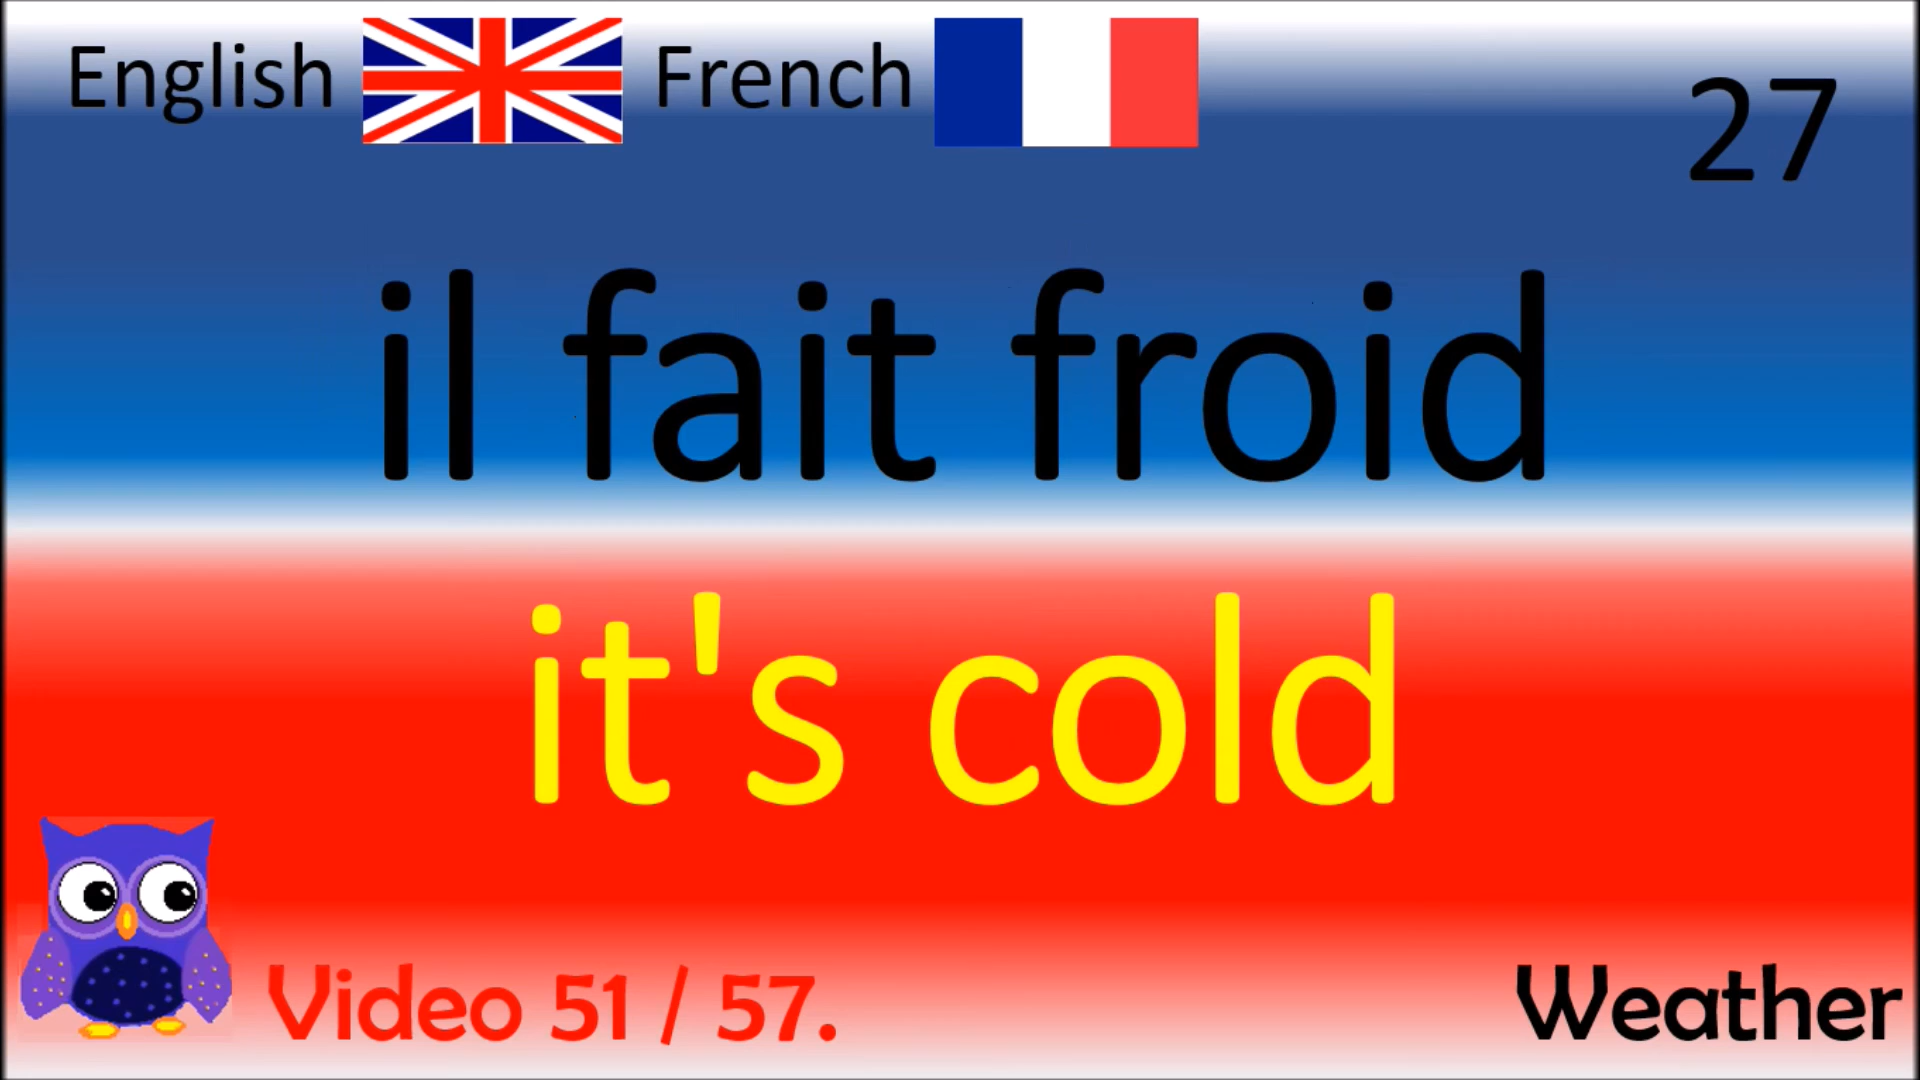 English French
27
il fait froid
it's cold
Video 51 / 57.
Weather